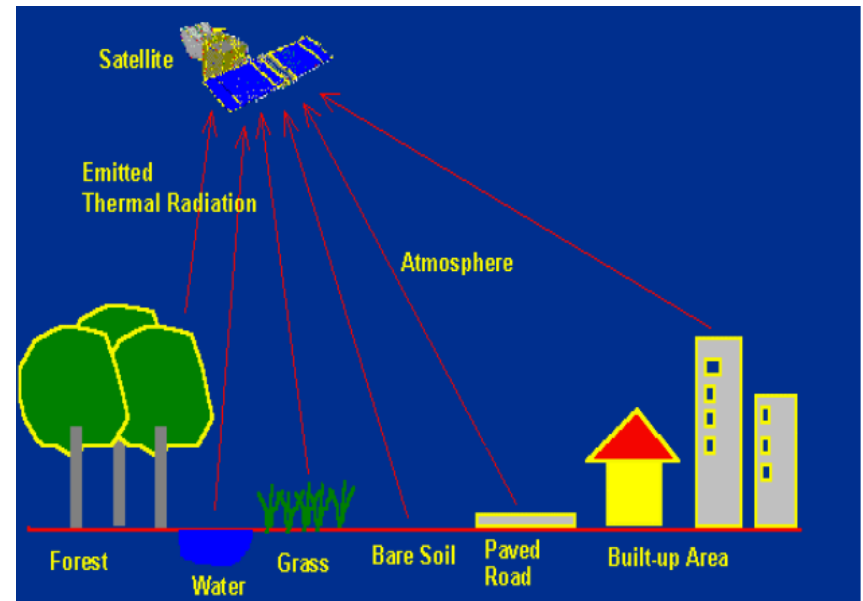 Satellite
Emitted
Thermal Radiation
Atmosphere
Forest
Water
Grass
Bare Soil
Paved
Road
Built-up Area